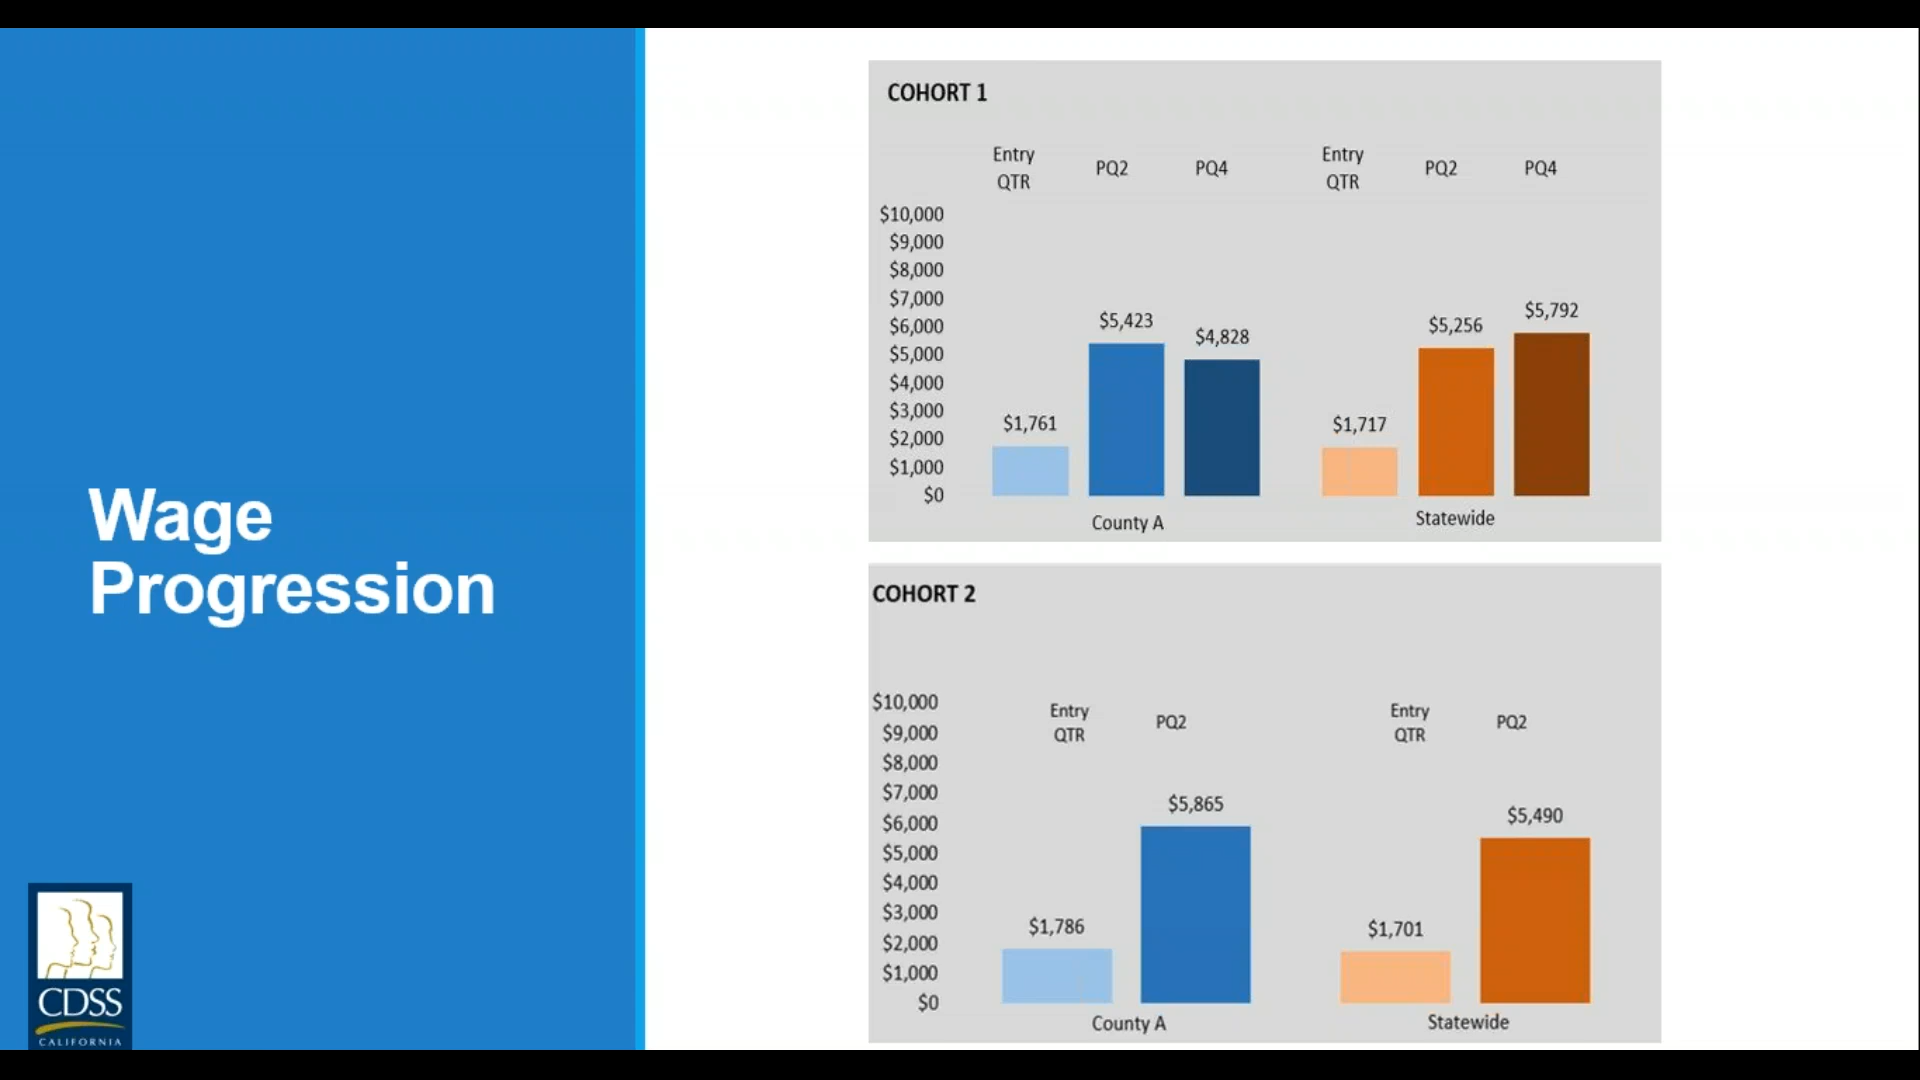 Wage
Progression
CDSS
CALIFORNIA
COHORT 1
Entry QTR PQ2 PQ4 Entry QTR PQ2 PQ4
$10,000
$9,000
$8,000
$7,000
$6,000
$5,000
$4,000
$3,000
$2,000
$1,000
$0
$1,761 $5,423 $4,828 $1,717 $5,256 $5,792
County A Statewide
COHORT 2
Entry QTR PQ2 Entry QTR PQ2
$10,000
$9,000
$8,000
$7,000
$6,000
$5,000
$4,000
$3,000
$2,000
$1,000
$0
$1,786 $5,865 $1,701 $5,490
County A Statewide